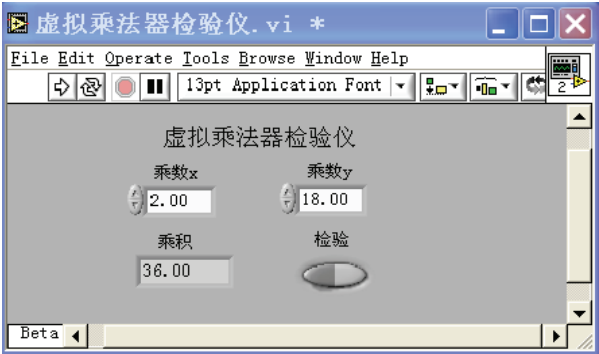 虚拟乘法器检验仪.vi *
File Edit Operate Tools Browse Window Help
13pt Application Font
2
虚拟乘法器检验仪
乘数x 乘数y
2.00 18.00
乘积 检验
36.00
Beta